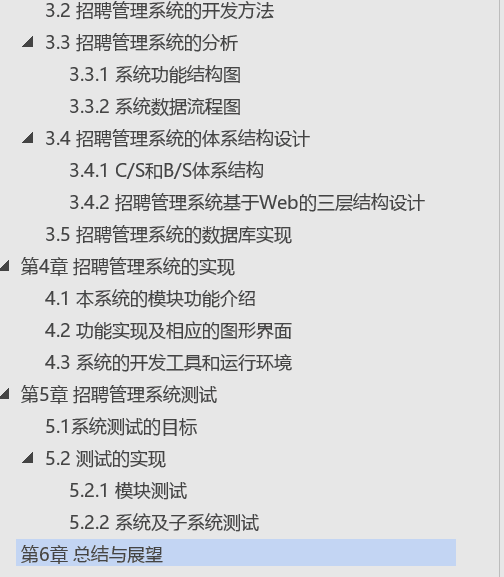 3.2 招聘管理系统的开发方法
3.3 招聘管理系统的分析
3.3.1 系统功能结构图
3.3.2 系统数据流程图
3.4 招聘管理系统的体系结构设计
3.4.1 C/S和B/S体系结构
3.4.2 招聘管理系统基于Web的三层结构设计
3.5 招聘管理系统的数据库实现
第4章 招聘管理系统的实现
4.1 本系统的模块功能介绍
4.2 功能实现及相应的图形界面
4.3 系统的开发工具和运行环境
第5章 招聘管理系统测试
5.1系统测试的目标
5.2 测试的实现
5.2.1 模块测试
5.2.2 系统及子系统测试
第6章 总结与展望